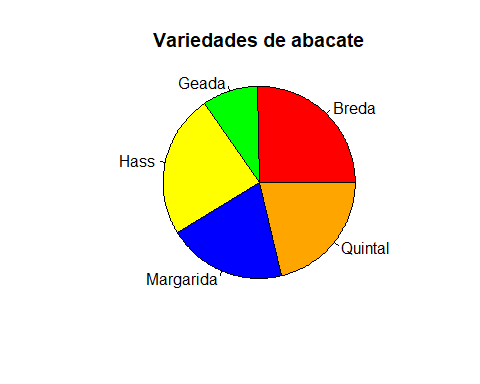 Variedades de abacate
Geada
Breda
Hass
Quintal
Margarida